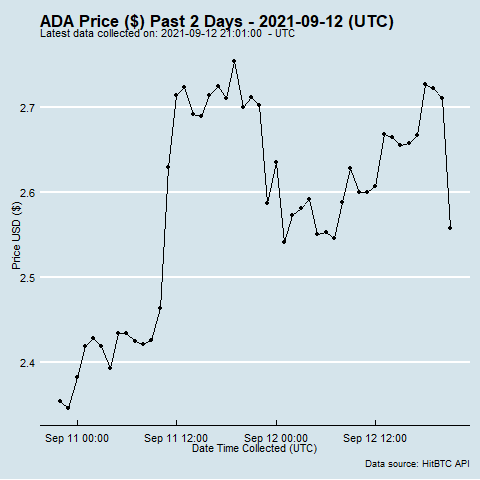 ADA Price ($) Past 2 Days - 2021-09-12 (UTC)
Latest data collected on: 2021-09-12 21:01:00 - UTC
Price USD ($)
2.7
2.6
2.5
2.4
Sep 11 00:00 Sep 11 12:00 Sep 12 00:00 Sep 12 12:00
Date Time Collected (UTC)
Data source: HitBTC API